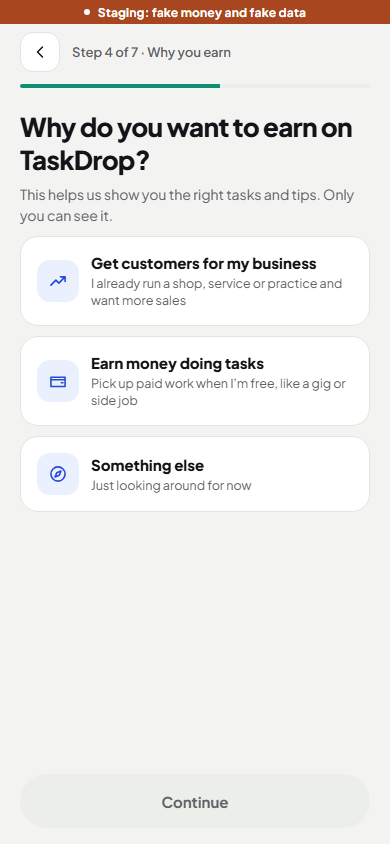 Staging: fake money and fake data
Step 4 of 7 · Why you earn
Why do you want to earn on
TaskDrop?
This helps us show you the right tasks and tips. Only
you can see it.
Get customers for my business
I already run a shop, service or practice and
want more sales
Earn money doing tasks
Pick up paid work when I'm free, like a gig or
side job
Something else
Just looking around for now
Continue